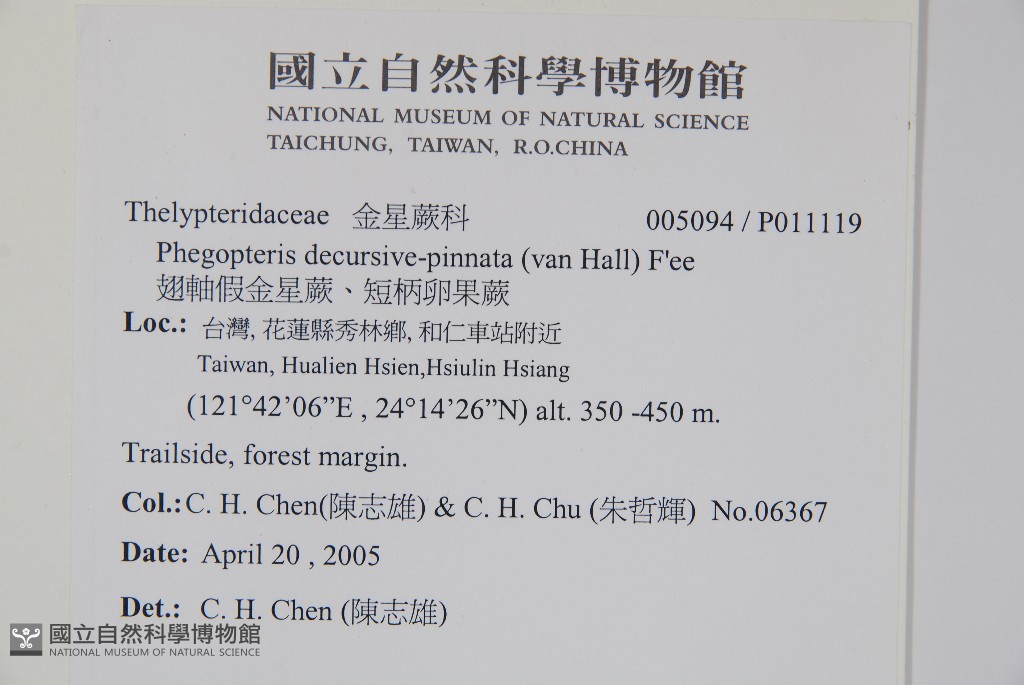 國立自然科學博物館
NATIONAL MUSEUM OF NATURAL SCIENCE
TAICHUNG, TAIWAN, R.O.CHINA
Thelypteridaceae 金星蕨科 005094 / P011119
Phegopteris decursive-pinnata (van Hall) F'ee
翅軸假金星蕨、短柄卵果蕨
Loc.: 台灣, 花蓮縣秀林鄉, 和仁車站附近
Taiwan, Hualien Hsien,Hsiulin Hsiang
(121°42’06”E , 24°14’26”N) alt. 350 -450 m.
Trailside, forest margin.
Col.: C. H. Chen(陳志雄) & C. H. Chu (朱哲輝) No.06367
Date: April 20 , 2005
Det.: C. H. Chen (陳志雄)
國立自然科學博物館
NATIONAL MUSEUM OF NATURAL SCIENCE